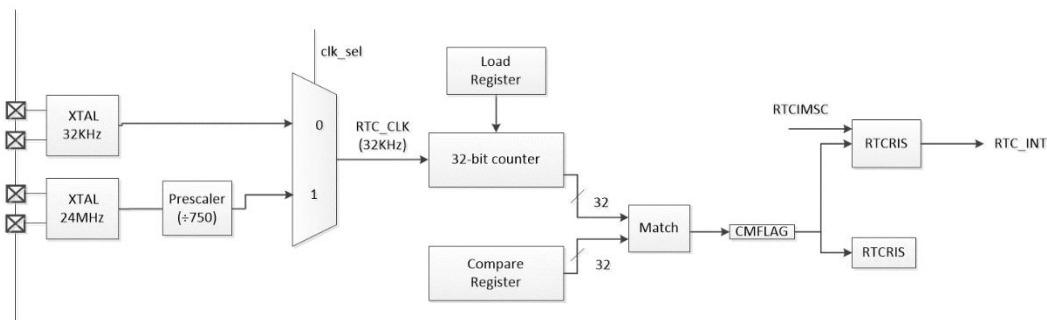 clk_sel
Load
Register
XTAL
32KHz
0
RTC_CLK
(32KHz)
32-bit counter
RTCIMSC
RTCRIS
RTC_INT
XTAL
24MHz
Prescaler
(÷750)
1
32
Match
CMFLAG
RTCRIS
Compare
Register
32